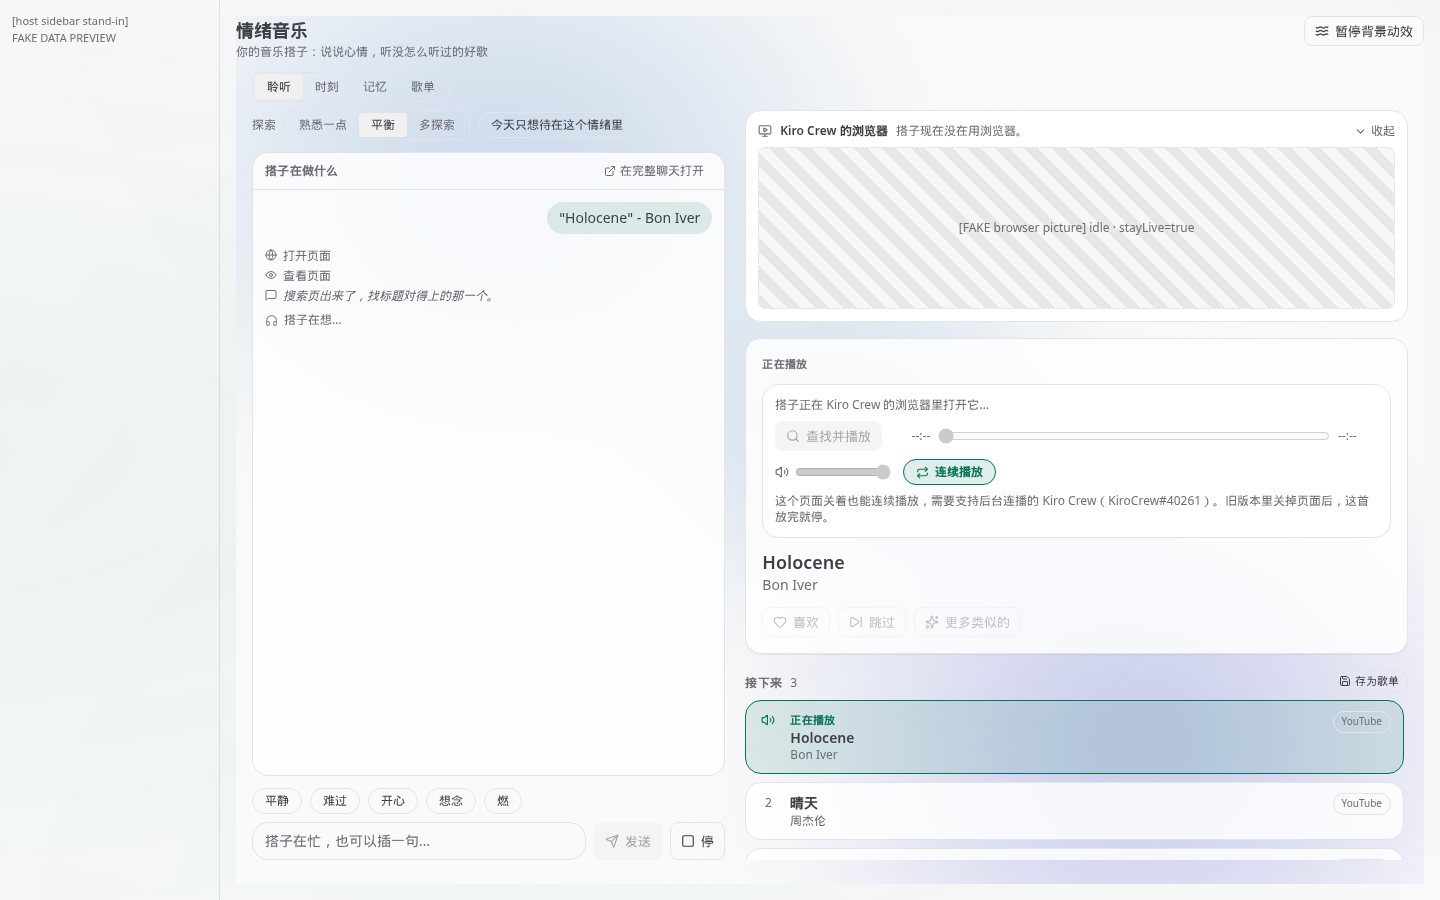 [host sidebar stand-in]
FAKE DATA PREVIEW
情绪音乐
你的音乐搭子：说说心情，听没怎么听过的好歌
暂停背景动效
聆听
时刻
记忆
歌单
探索
熟悉一点
平衡
多探索
今天只想待在这个情绪里
搭子在做什么
在完整聊天打开
"Holocene" - Bon Iver
打开页面
查看页面
搜索页出来了，找标题对得上的那一个。
搭子在想...
平静
难过
开心
想念
燃
搭子在忙，也可以插一句...
发送
停
Kiro Crew 的浏览器 搭子现在没在用浏览器。
收起
[FAKE browser picture] idle · stayLive=true
正在播放
搭子正在 Kiro Crew 的浏览器里打开它...
查找并播放
--:--
--:--
连续播放
这个页面关着也能连续播放，需要支持后台连播的 Kiro Crew（KiroCrew#40261）。旧版本里关掉页面后，这首
放完就停。
Holocene
Bon Iver
喜欢
跳过
更多类似的
接下来 3
存为歌单
正在播放
YouTube
Holocene
Bon Iver
2
晴天
YouTube
周杰伦